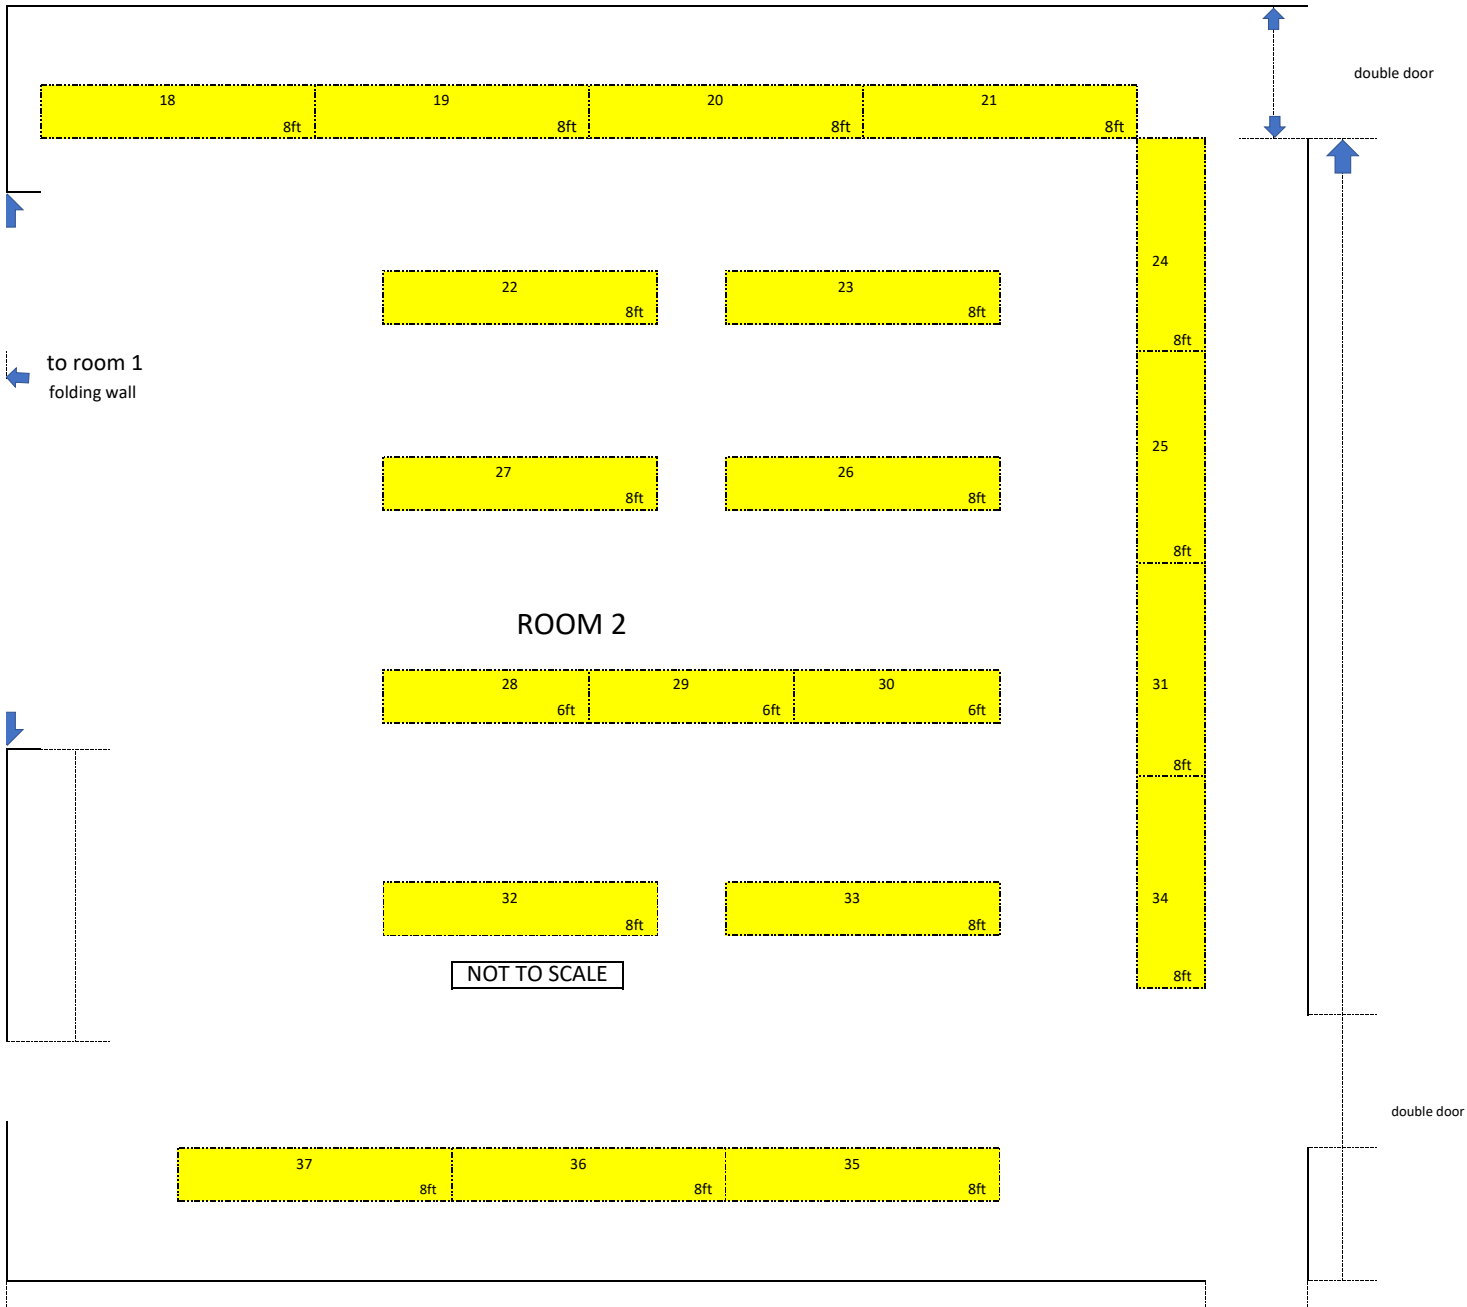 double door
18 19 20 21
8ft 8ft 8ft 8ft
24
22 23
8ft 8ft
8ft
to room 1
folding wall
25
27 26
8ft 8ft
8ft
ROOM 2
28 29 30 31
6ft 6ft 6ft
8ft
32 33 34
8ft 8ft
NOT TO SCALE
8ft
double door
37 36 35
8ft 8ft 8ft